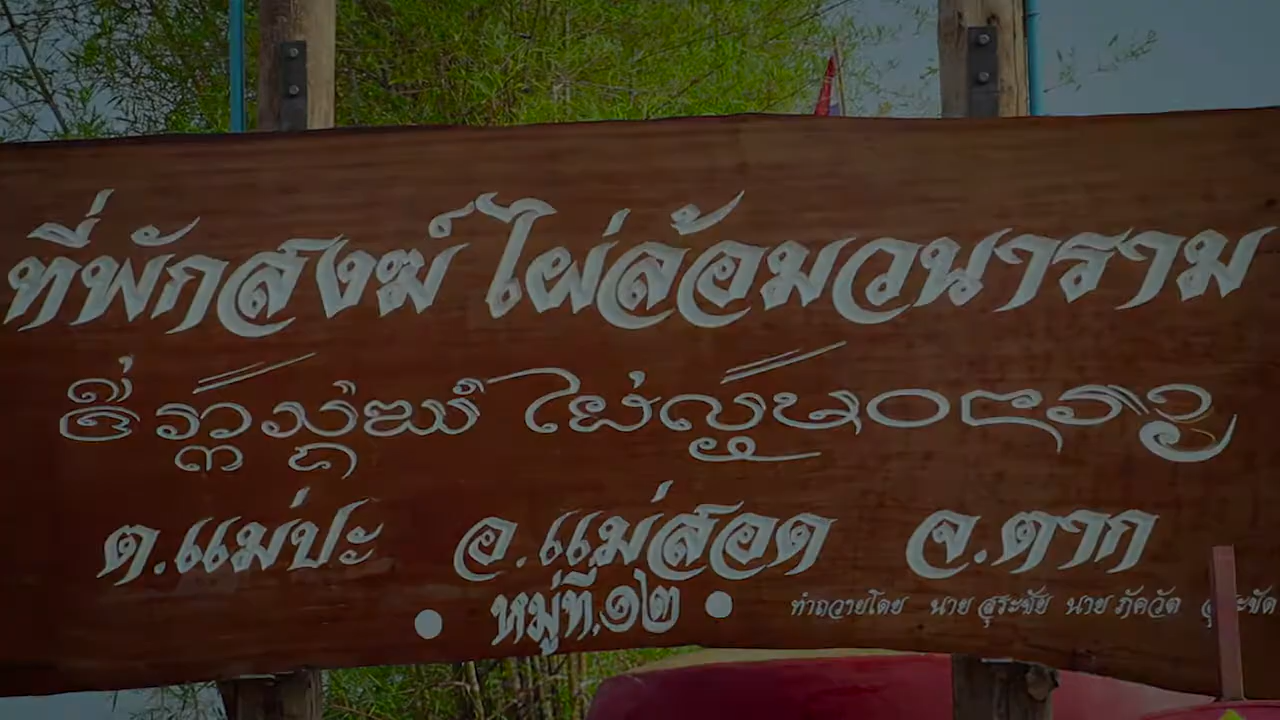 ที่พักสงฆ์ ไผ่ล้อมวนาราม
ต.แม่ปะ อ.แม่สอด จ.ตาก
หมู่ที่.๑๒
ทำถวายโดย นาย สุระชัย นาย ภัควัต